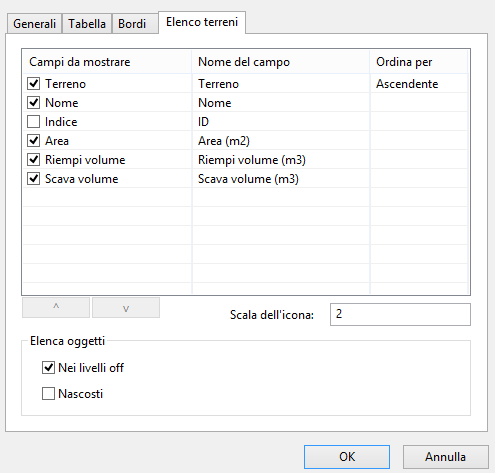 Generali Tabella Bordi Elenco terreni
Campi da mostrare Nome del campo Ordina per
Terreno Terreno Ascendente
Nome Nome
Indice ID
Area Area (m2)
Riempi volume Riempi volume (m3)
Scava volume Scava volume (m3)
^ v Scala dell'icona: 2
Elenca oggetti
Nei livelli off
Nascosti
OK Annulla